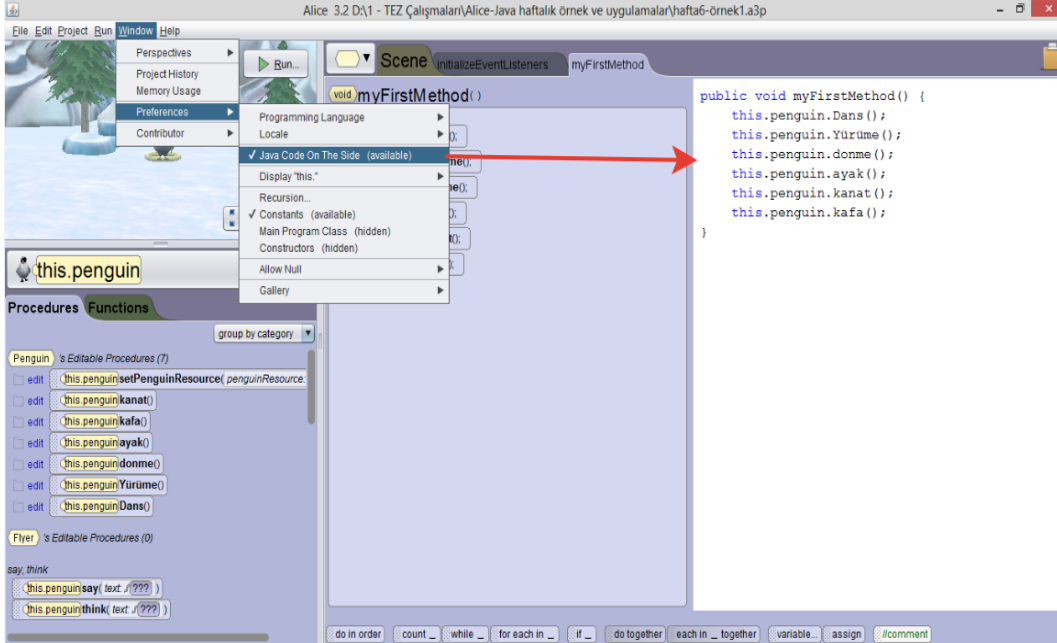 Alice 3.2 D:\1 - TEZ Çalışmaları\Alice-Java haftalık örnek ve uygulamalar\hafta6-örnek1.a3p
File Edit Project Run Window Help
Perspectives
Project History
Memory Usage
Preferences
Contributor
Programming Language
Locale
✓ Java Code On The Side (available)
Display "this."
Recursion...
✓ Constants (available)
Main Program Class (hidden)
Constructors (hidden)
Allow Null
Gallery
Run...
Scene initializeEventListeners myFirstMethod
void myFirstMethod()
public void myFirstMethod() {
this.penguin.Dans();
this.penguin.Yürüme();
this.penguin.donme();
this.penguin.ayak();
this.penguin.kanat();
this.penguin.kafa();
}
this.penguin
Procedures Functions
group by category
Penguin 's Editable Procedures (7)
edit this.penguin setPenguinResource( penguinResource:
edit this.penguin kanat()
edit this.penguin kafa()
edit this.penguin ayak()
edit this.penguin donme()
edit this.penguin Yürüme()
edit this.penguin Dans()
Flyer 's Editable Procedures (0)
say, think
this.penguin say( text: ??? )
this.penguin think( text: ??? )
do in order count _ while _ for each in _ if _ do together each in _ together variable... assign //comment